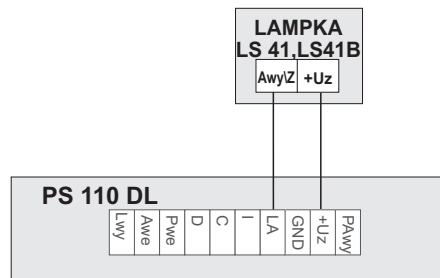 LAMPKA
LS 41,LS41B
Awy\Z +Uz
PS 110 DL
Lwy Awe Pwe D C I LA GND +Uz PAwy